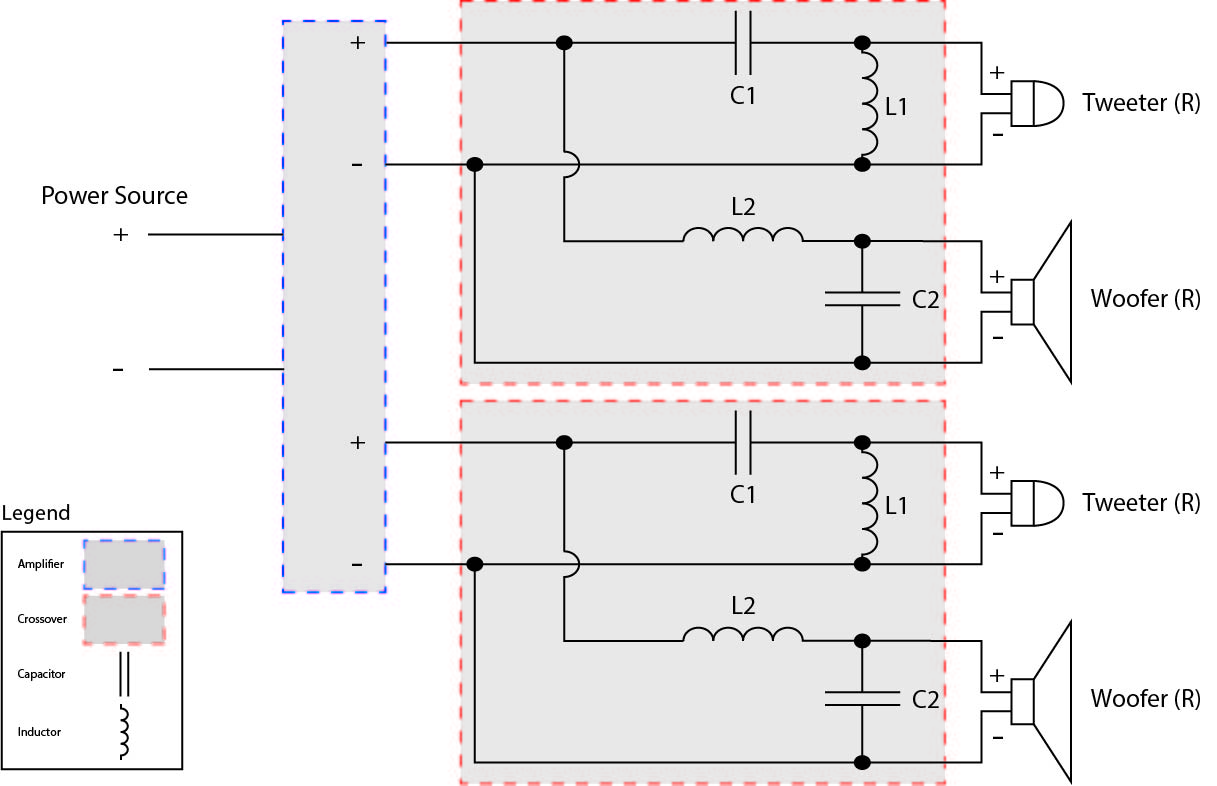 +
C1
L1
+
-
Tweeter (R)
-
Power Source
+
-
L2
+
-
C2
Woofer (R)
+
C1
L1
+
-
Tweeter (R)
-
L2
+
-
C2
Woofer (R)
Legend
Amplifier
Crossover
Capacitor
Inductor